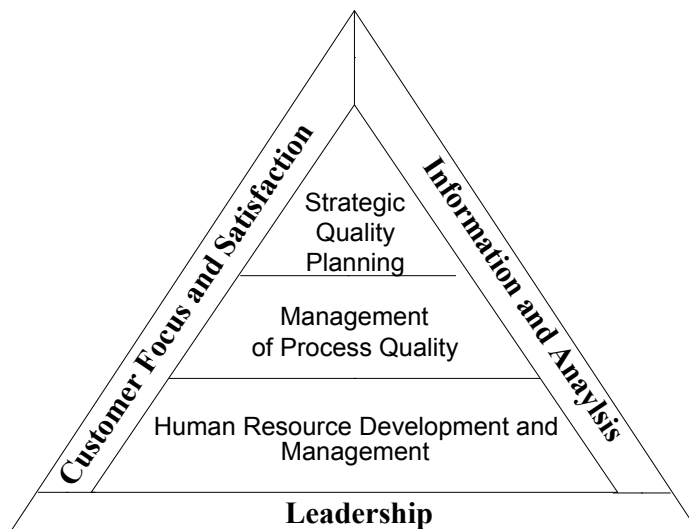 Customer Focus and Satisfaction
Information and Anaylsis
Strategic
Quality
Planning
Management
of Process Quality
Human Resource Development and
Management
Leadership